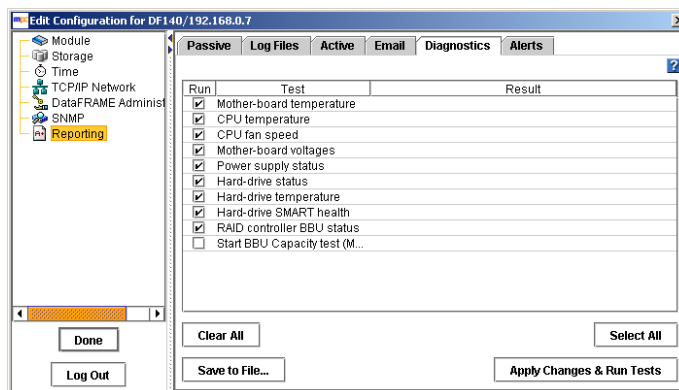 Edit Configuration for DF140/192.168.0.7
Module
Storage
Time
TCP/IP Network
DataFRAME Administ
SNMP
Reporting
Done
Log Out
Passive Log Files Active Email Diagnostics Alerts
?
Run Test Result
Mother-board temperature
CPU temperature
CPU fan speed
Mother-board voltages
Power supply status
Hard-drive status
Hard-drive temperature
Hard-drive SMART health
RAID controller BBU status
Start BBU Capacity test (M...
Clear All Select All
Save to File... Apply Changes & Run Tests